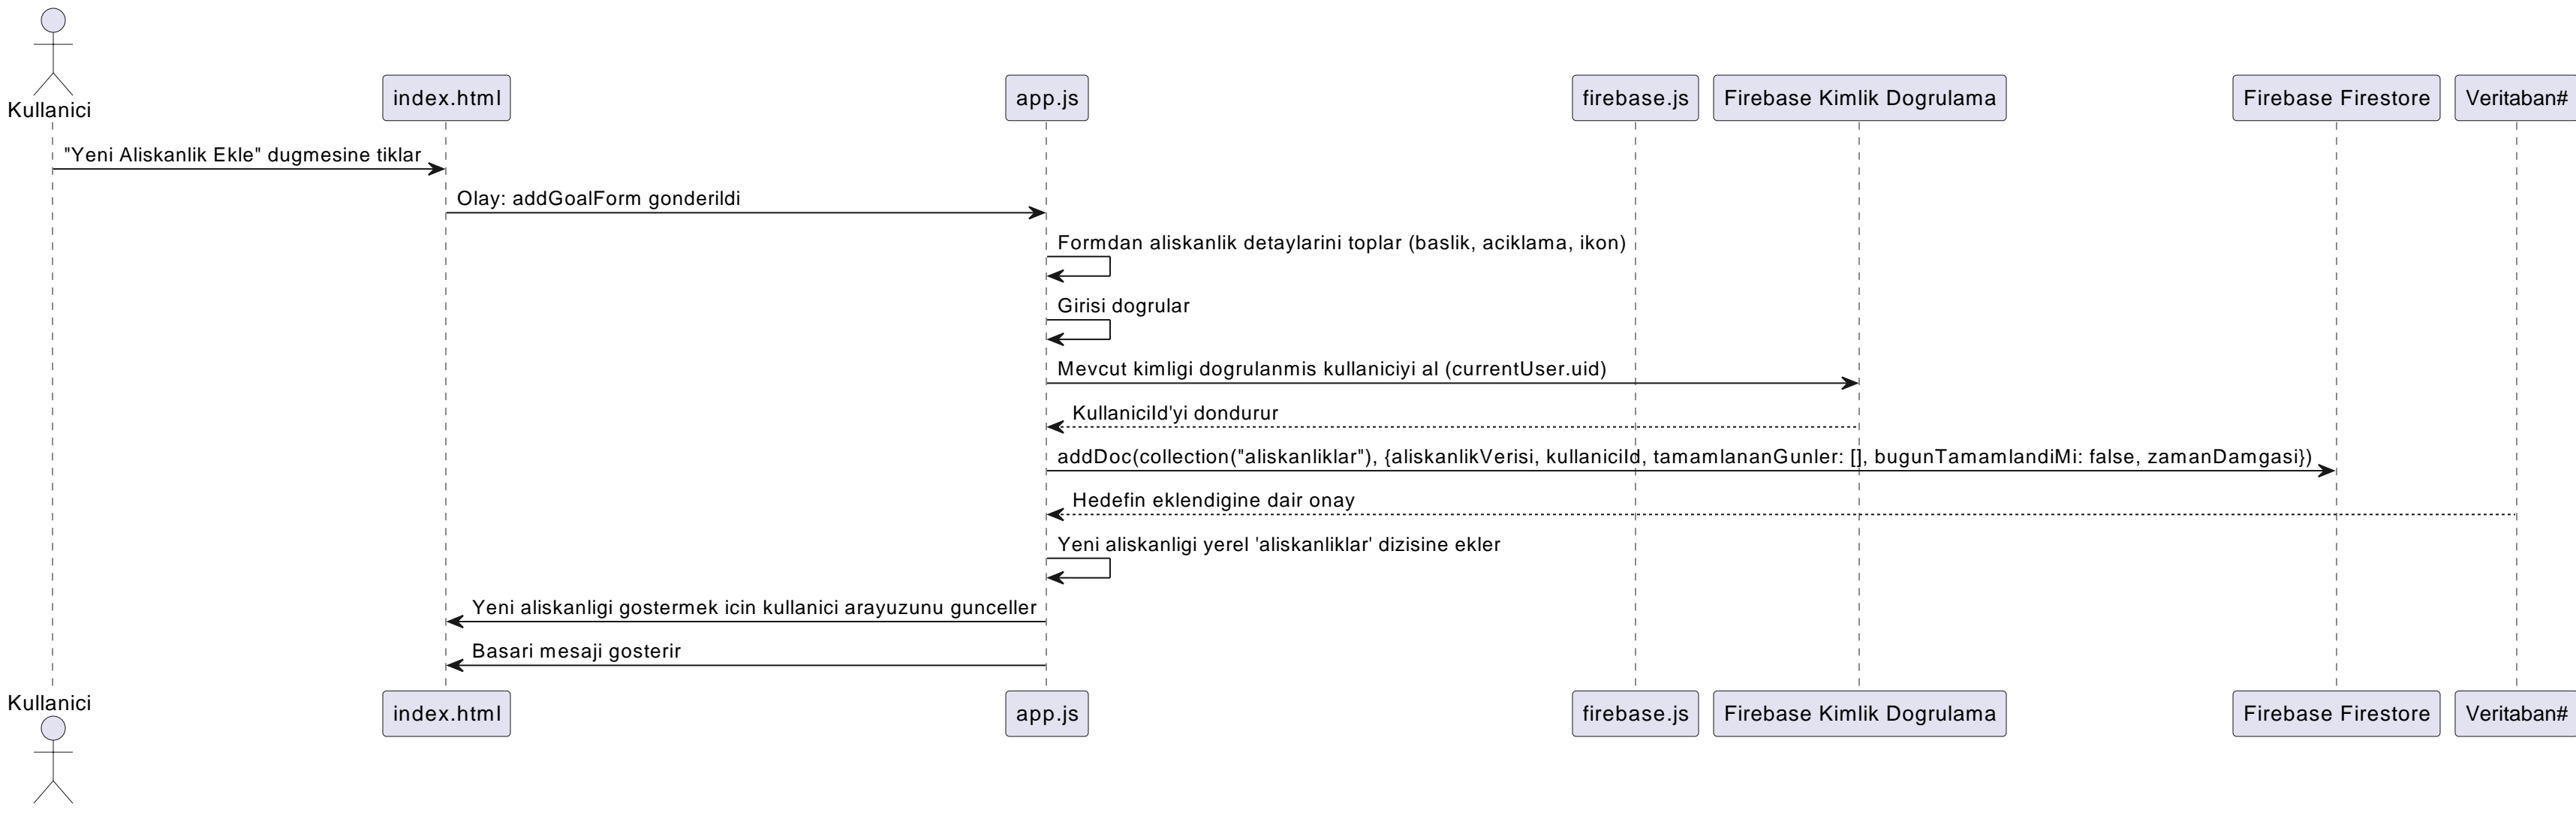 Kullanici
index.html
app.js
firebase.js
Firebase Kimlik Dogrulama
Firebase Firestore
Veritaban#
"Yeni Aliskanlik Ekle" dugmesine tiklar
Olay: addGoalForm gonderildi
Formdan aliskanlik detaylarini toplar (baslik, aciklama, ikon)
Girisi dogrular
Mevcut kimligi dogrulanmis kullaniciyi al (currentUser.uid)
KullaniciId'yi dondurur
addDoc(collection("aliskanliklar"), {aliskanlikVerisi, kullaniciId, tamamlananGunler: [], bugunTamamlandiMi: false, zamanDamgasi})
Hedefin eklendigine dair onay
Yeni aliskanligi yerel 'aliskanliklar' dizisine ekler
Yeni aliskanligi gostermek icin kullanici arayuzunu gunceller
Basari mesaji gosterir
Kullanici
index.html
app.js
firebase.js
Firebase Kimlik Dogrulama
Firebase Firestore
Veritaban#